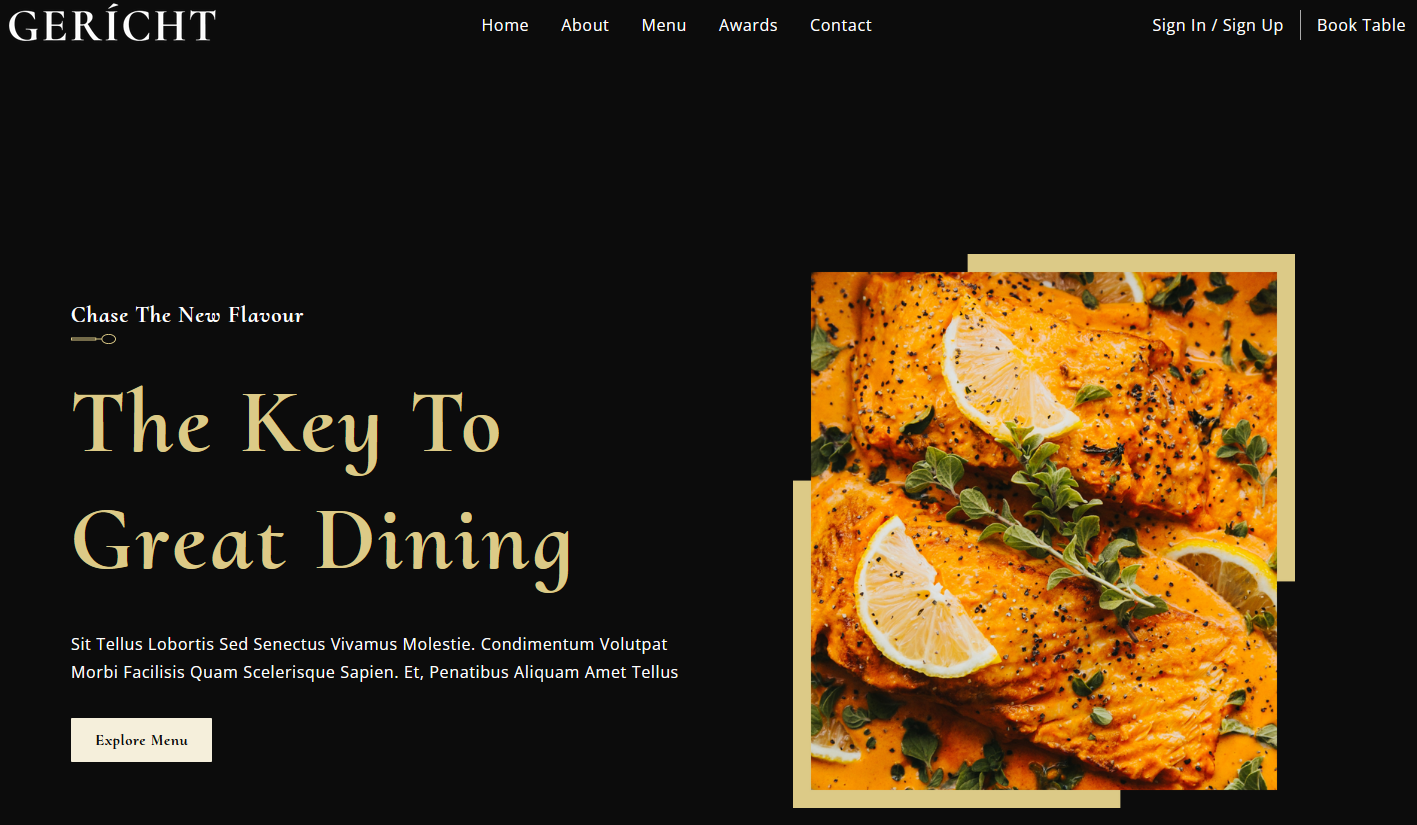 GERÍCHT
Home About Menu Awards Contact
Sign In / Sign Up Book Table
Chase The New Flavour
The Key To
Great Dining
Sit Tellus Lobortis Sed Senectus Vivamus Molestie. Condimentum Volutpat
Morbi Facilisis Quam Scelerisque Sapien. Et, Penatibus Aliquam Amet Tellus
Explore Menu